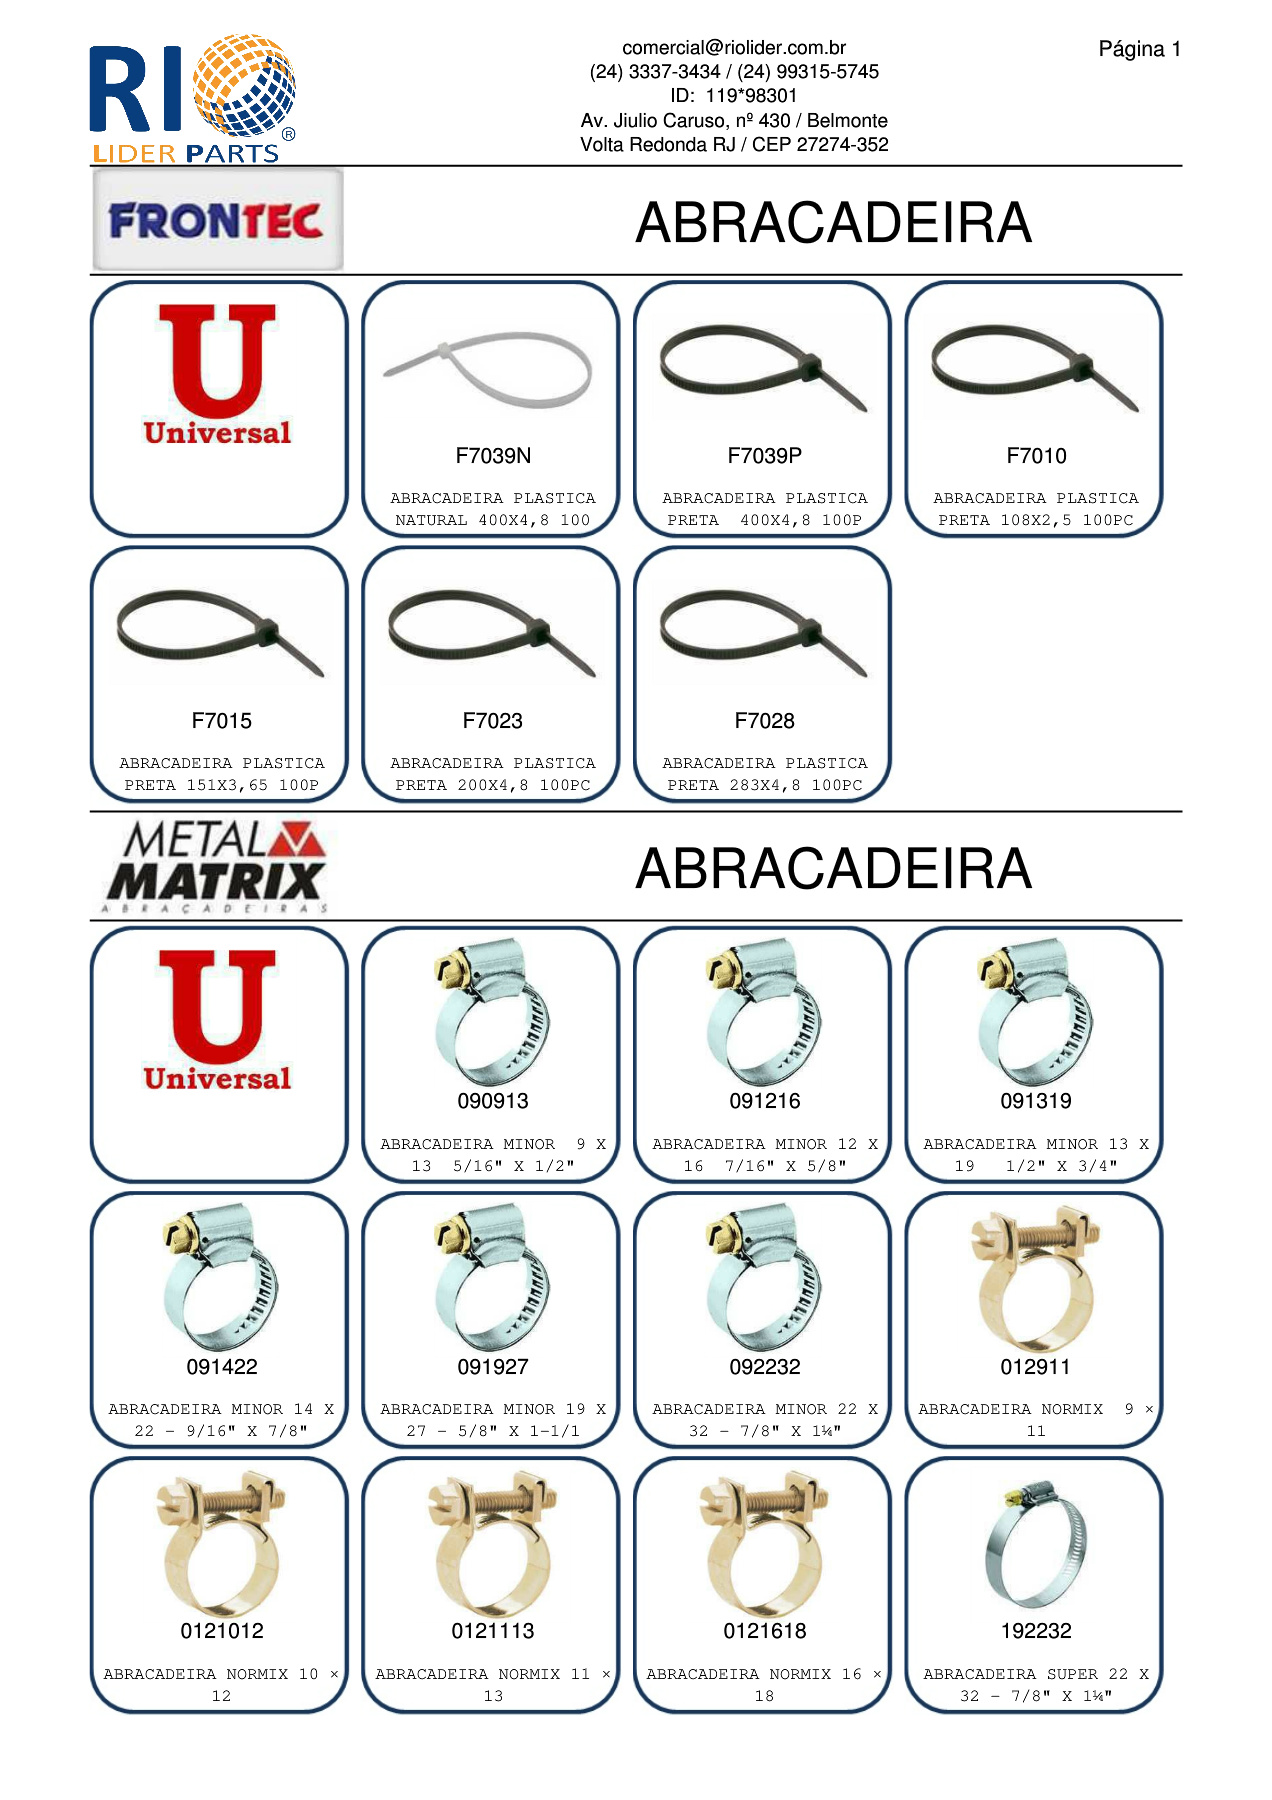 RIO
®
LIDER PARTS
comercial@riolider.com.br
(24) 3337-3434 / (24) 99315-5745
ID:  119*98301
Av. Jiulio Caruso, nº 430 / Belmonte
Volta Redonda RJ / CEP 27274-352
Página 1
FRONTEC
ABRACADEIRA
U
Universal
F7039N
ABRACADEIRA PLASTICA
NATURAL 400X4,8 100
F7039P
ABRACADEIRA PLASTICA
PRETA  400X4,8 100P
F7010
ABRACADEIRA PLASTICA
PRETA 108X2,5 100PC
F7015
ABRACADEIRA PLASTICA
PRETA 151X3,65 100P
F7023
ABRACADEIRA PLASTICA
PRETA 200X4,8 100PC
F7028
ABRACADEIRA PLASTICA
PRETA 283X4,8 100PC
METAL
MATRIX
ABRAÇADEIRAS
ABRACADEIRA
U
Universal
090913
ABRACADEIRA MINOR  9 X
13  5/16" X 1/2"
091216
ABRACADEIRA MINOR 12 X
16  7/16" X 5/8"
091319
ABRACADEIRA MINOR 13 X
19   1/2" X 3/4"
091422
ABRACADEIRA MINOR 14 X
22 - 9/16" X 7/8"
091927
ABRACADEIRA MINOR 19 X
27 - 5/8" X 1-1/1
092232
ABRACADEIRA MINOR 22 X
32 - 7/8" X 1¼"
012911
ABRACADEIRA NORMIX  9 ×
11
0121012
ABRACADEIRA NORMIX 10 ×
12
0121113
ABRACADEIRA NORMIX 11 ×
13
0121618
ABRACADEIRA NORMIX 16 ×
18
192232
ABRACADEIRA SUPER 22 X
32 - 7/8" X 1¼"